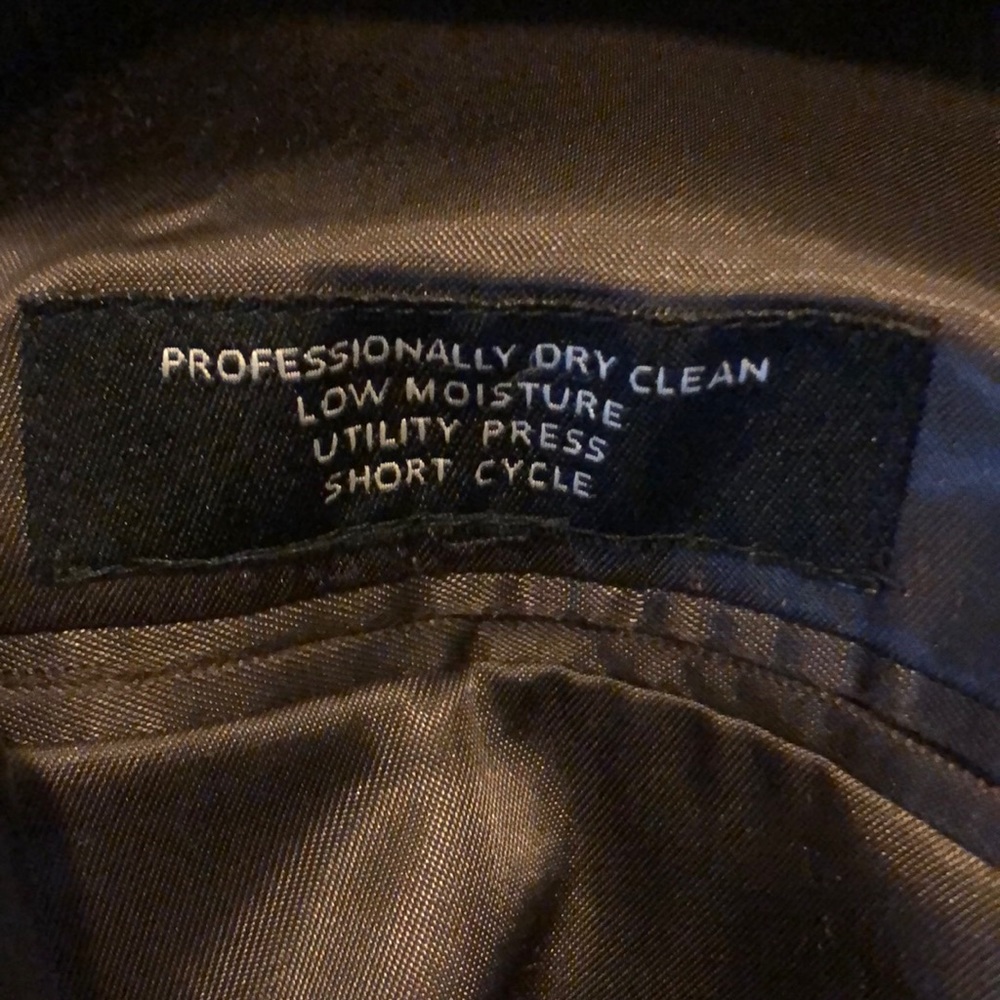 PROFESSIONALLY DRY CLEAN
LOW MOISTURE
UTILITY PRESS
SHORT CYCLE